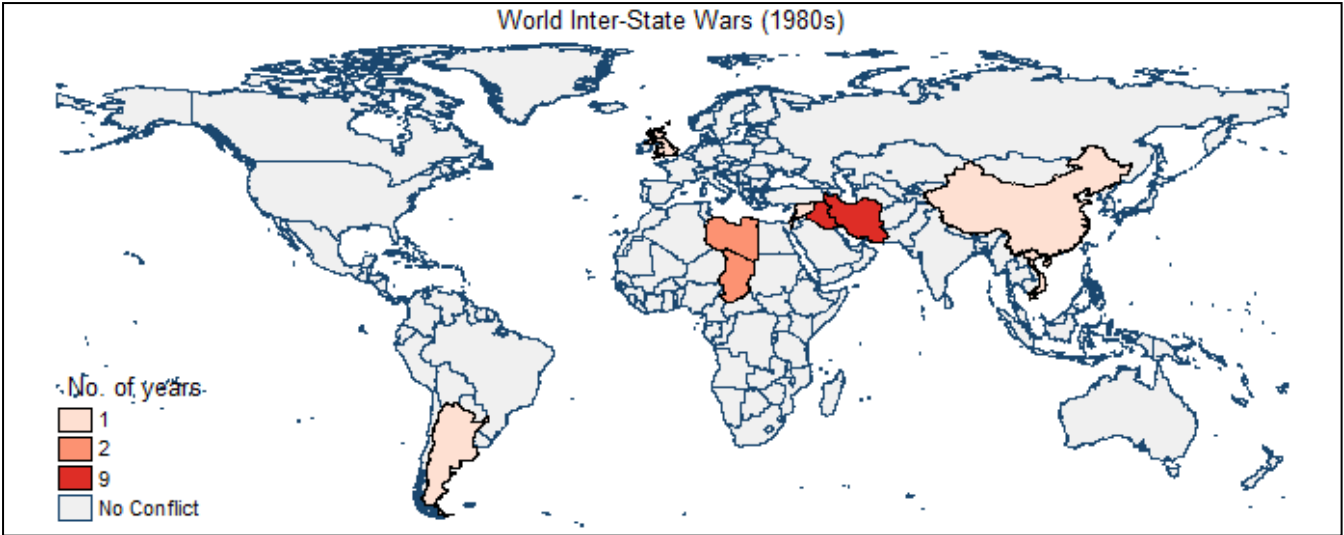 World Inter-State Wars (1980s)
No. of years
1
2
9
No Conflict